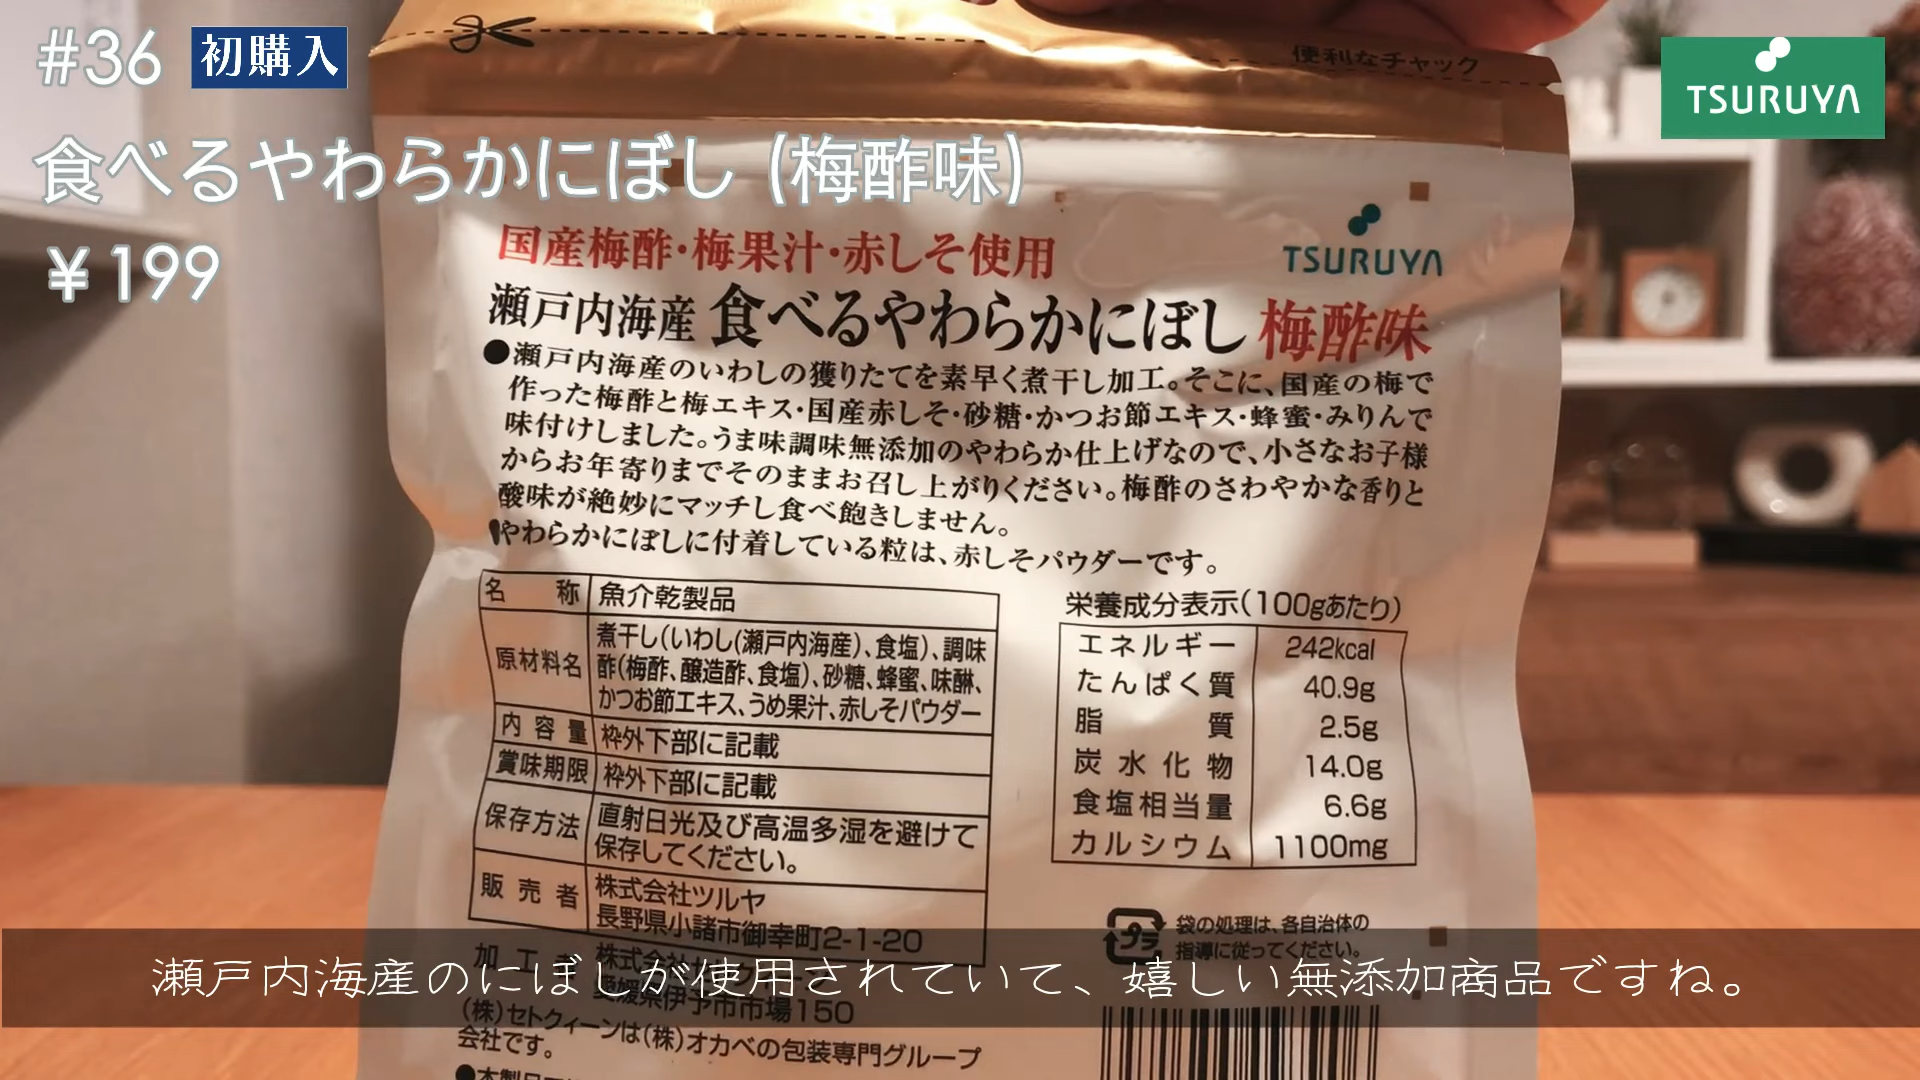 #36 初購入
TSURUYA
食べるやわらかにぼし (梅酢味)
¥199
便利なチャック
国産梅酢・梅果汁・赤しそ使用
TSURUYA
瀬戸内海産 食べるやわらかにぼし 梅酢味
●瀬戸内海産のいわしの獲りたてを素早く煮干し加工。そこに、国産の梅で
作った梅酢と梅エキス・国産赤しそ・砂糖・かつお節エキス・蜂蜜・みりんで
味付けしました。うま味調味無添加のやわらか仕上げなので、小さなお子様
からお年寄りまでそのままお召し上がりください。梅酢のさわやかな香りと
酸味が絶妙にマッチし食べ飽きしません。
●やわらかにぼしに付着している粒は、赤しそパウダーです。
名称 魚介乾製品
原材料名 煮干し(いわし(瀬戸内海産)、食塩)、調味
酢(梅酢、醸造酢、食塩)、砂糖、蜂蜜、味醂、
かつお節エキス、うめ果汁、赤しそパウダー
内容量 枠外下部に記載
賞味期限 枠外下部に記載
保存方法 直射日光及び高温多湿を避けて
保存してください。
販売者 株式会社ツルヤ
長野県小諸市御幸町2-1-20
栄養成分表示(100gあたり)
エネルギー 242kcal
たんぱく質 40.9g
脂質 2.5g
炭水化物 14.0g
食塩相当量 6.6g
カルシウム 1100mg
プラ
袋の処理は、各自治体の
指導に従ってください。
加工者 株式会社
愛媛県伊予市市場150
(株)セトクィーンは(株)オカベの包装専門グループ
会社です。
瀬戸内海産のにぼしが使用されていて、嬉しい無添加商品ですね。